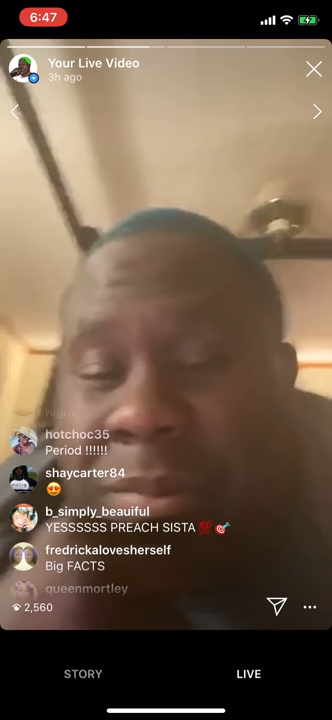 6:47
Your Live Video
3h ago
Right
hotchoc35
Period !!!!!!
shaycarter84
😍
b_simply_beauiful
YESSSSSS PREACH SISTA💯🎯
fredrickalovesherself
Big FACTS
queenmortley
2,560
STORY
LIVE